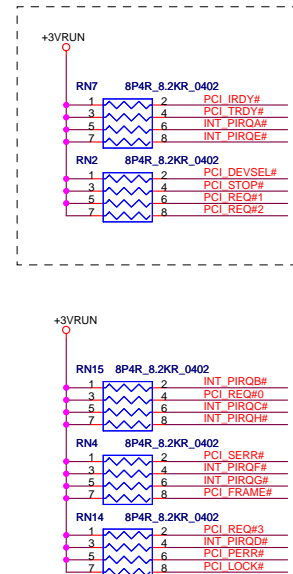 +3VRUN
RN7 8P4R_8.2KR_0402
1 2 PCI_IRDY#
3 4 PCI_TRDY#
5 6 INT_PIRQA#
7 8 INT_PIRQE#
RN2 8P4R_8.2KR_0402
1 2 PCI_DEVSEL#
3 4 PCI_STOP#
5 6 PCI_REQ#1
7 8 PCI_REQ#2
+3VRUN
RN15 8P4R_8.2KR_0402
1 2 INT_PIRQB#
3 4 PCI_REQ#0
5 6 INT_PIRQC#
7 8 INT_PIRQH#
RN4 8P4R_8.2KR_0402
1 2 PCI_SERR#
3 4 INT_PIRQF#
5 6 INT_PIRQG#
7 8 PCI_FRAME#
RN14 8P4R_8.2KR_0402
1 2 PCI_REQ#3
3 4 INT_PIRQD#
5 6 PCI_PERR#
7 8 PCI_LOCK#